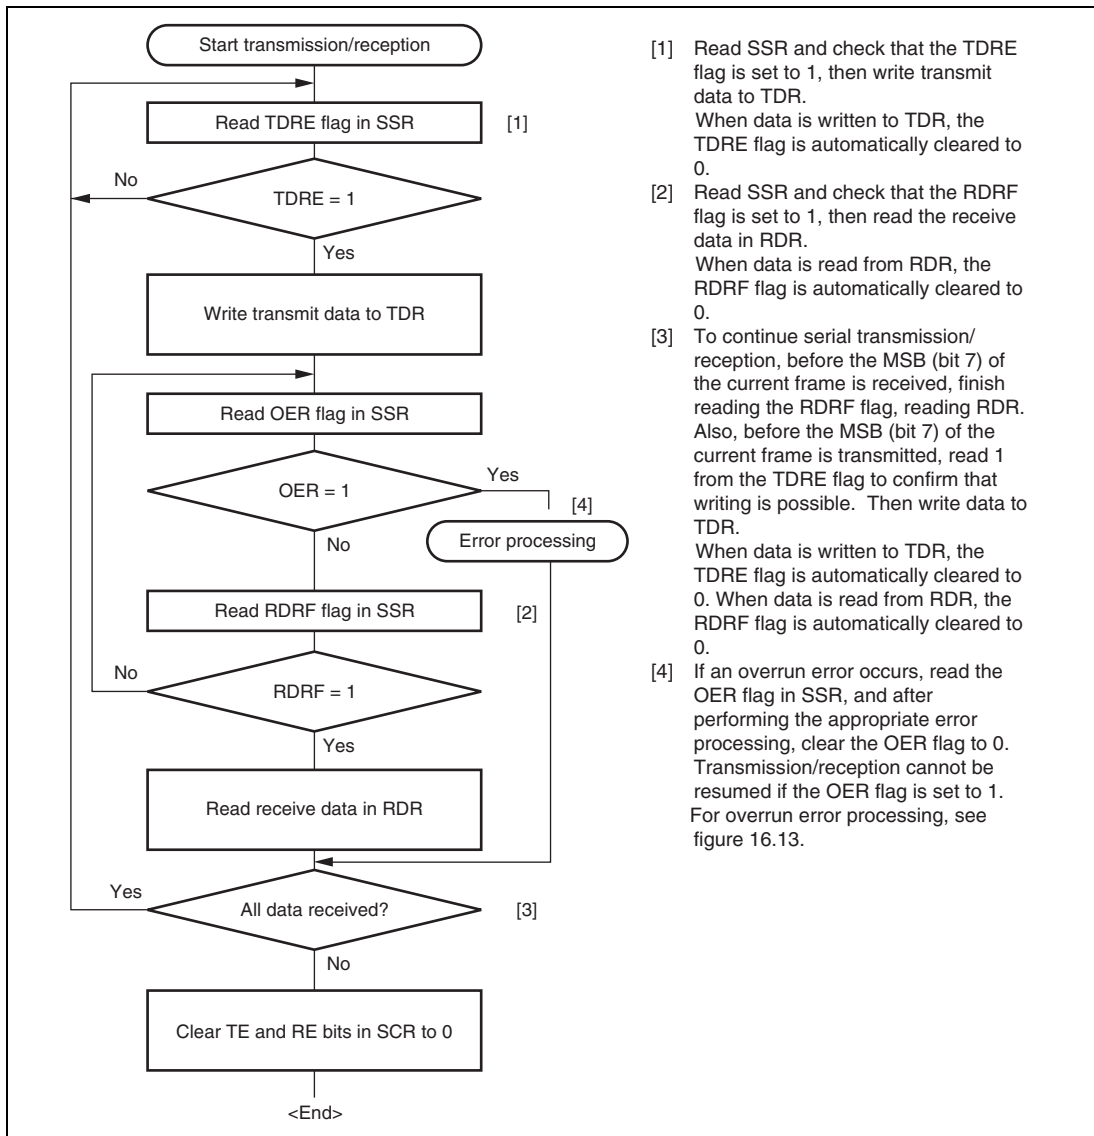 Start transmission/reception
Read TDRE flag in SSR
[1]
No
TDRE = 1
Yes
Write transmit data to TDR
Read OER flag in SSR
Yes
OER = 1
[4]
No
Error processing
Read RDRF flag in SSR
[2]
No
RDRF = 1
Yes
Read receive data in RDR
Yes
All data received?
[3]
No
Clear TE and RE bits in SCR to 0
<End>
[1] Read SSR and check that the TDRE
flag is set to 1, then write transmit
data to TDR.
When data is written to TDR, the
TDRE flag is automatically cleared to
0.
[2] Read SSR and check that the RDRF
flag is set to 1, then read the receive
data in RDR.
When data is read from RDR, the
RDRF flag is automatically cleared to
0.
[3] To continue serial transmission/
reception, before the MSB (bit 7) of
the current frame is received, finish
reading the RDRF flag, reading RDR.
Also, before the MSB (bit 7) of the
current frame is transmitted, read 1
from the TDRE flag to confirm that
writing is possible. Then write data to
TDR.
When data is written to TDR, the
TDRE flag is automatically cleared to
0. When data is read from RDR, the
RDRF flag is automatically cleared to
0.
[4] If an overrun error occurs, read the
OER flag in SSR, and after
performing the appropriate error
processing, clear the OER flag to 0.
Transmission/reception cannot be
resumed if the OER flag is set to 1.
For overrun error processing, see
figure 16.13.